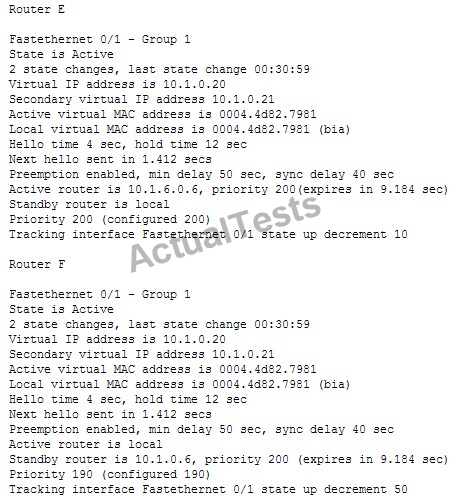 Router E
Fastethernet 0/1 - Group 1
State is Active
2 state changes, last state change 00:30:59
Virtual IP address is 10.1.0.20
Secondary virtual IP address 10.1.0.21
Active virtual MAC address is 0004.4d82.7981
Local virtual MAC address is 0004.4d82.7981 (bia)
Hello time 4 sec, hold time 12 sec
Next hello sent in 1.412 secs
Preemption enabled, min delay 50 sec, sync delay 40 sec
Active router is 10.1.6.0.6, priority 200(expires in 9.184 sec)
Standby router is local
Priority 200 (configured 200)
Tracking interface Fastethernet 0/1 state up decrement 10
ActualTests
Router F
Fastethernet 0/1 - Group 1
State is Active
2 state changes, last state change 00:30:59
Virtual IP address is 10.1.0.20
Secondary virtual IP address 10.1.0.21
Active virtual MAC address is 0004.4d82.7981
Local virtual MAC address is 0004.4d82.7981 (bia)
Hello time 4 sec, hold time 12 sec
Next hello sent in 1.412 secs
Preemption enabled, min delay 50 sec, sync delay 40 sec
Active router is local
Standby router is 10.1.0.6, priority 200 (expires in 9.184 sec)
Priority 190 (configured 190)
Tracking interface Fastethernet 0/1 state up decrement 50